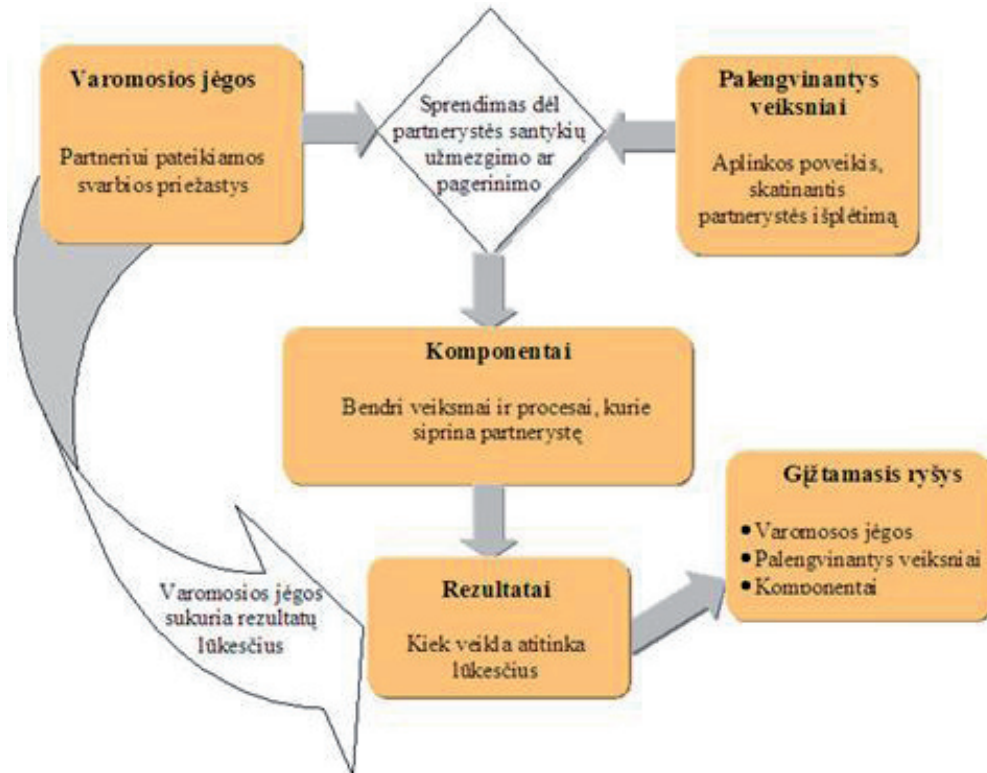 Varomosios jėgos
Partneriui pateikiamos
svarbios priežastys
Sprendimas dėl
partnerystės santykių
užmezgimo ar
pagerinimo
Palengvinantys
veiksniai
Aplinkos poveikis,
skatinantis
partnerystės išplėtimą
Komponentai
Bendri veiksmai ir procesai, kurie
siprina partnerystę
Varomosios jėgos
sukuria rezultatų
lūkesčius
Rezultatai
Kiek veikla atitinka
lūkesčius
Gįžtamasis ryšys
• Varomosos jėgos
• Palengvinantys veiksniai
• Komponentai